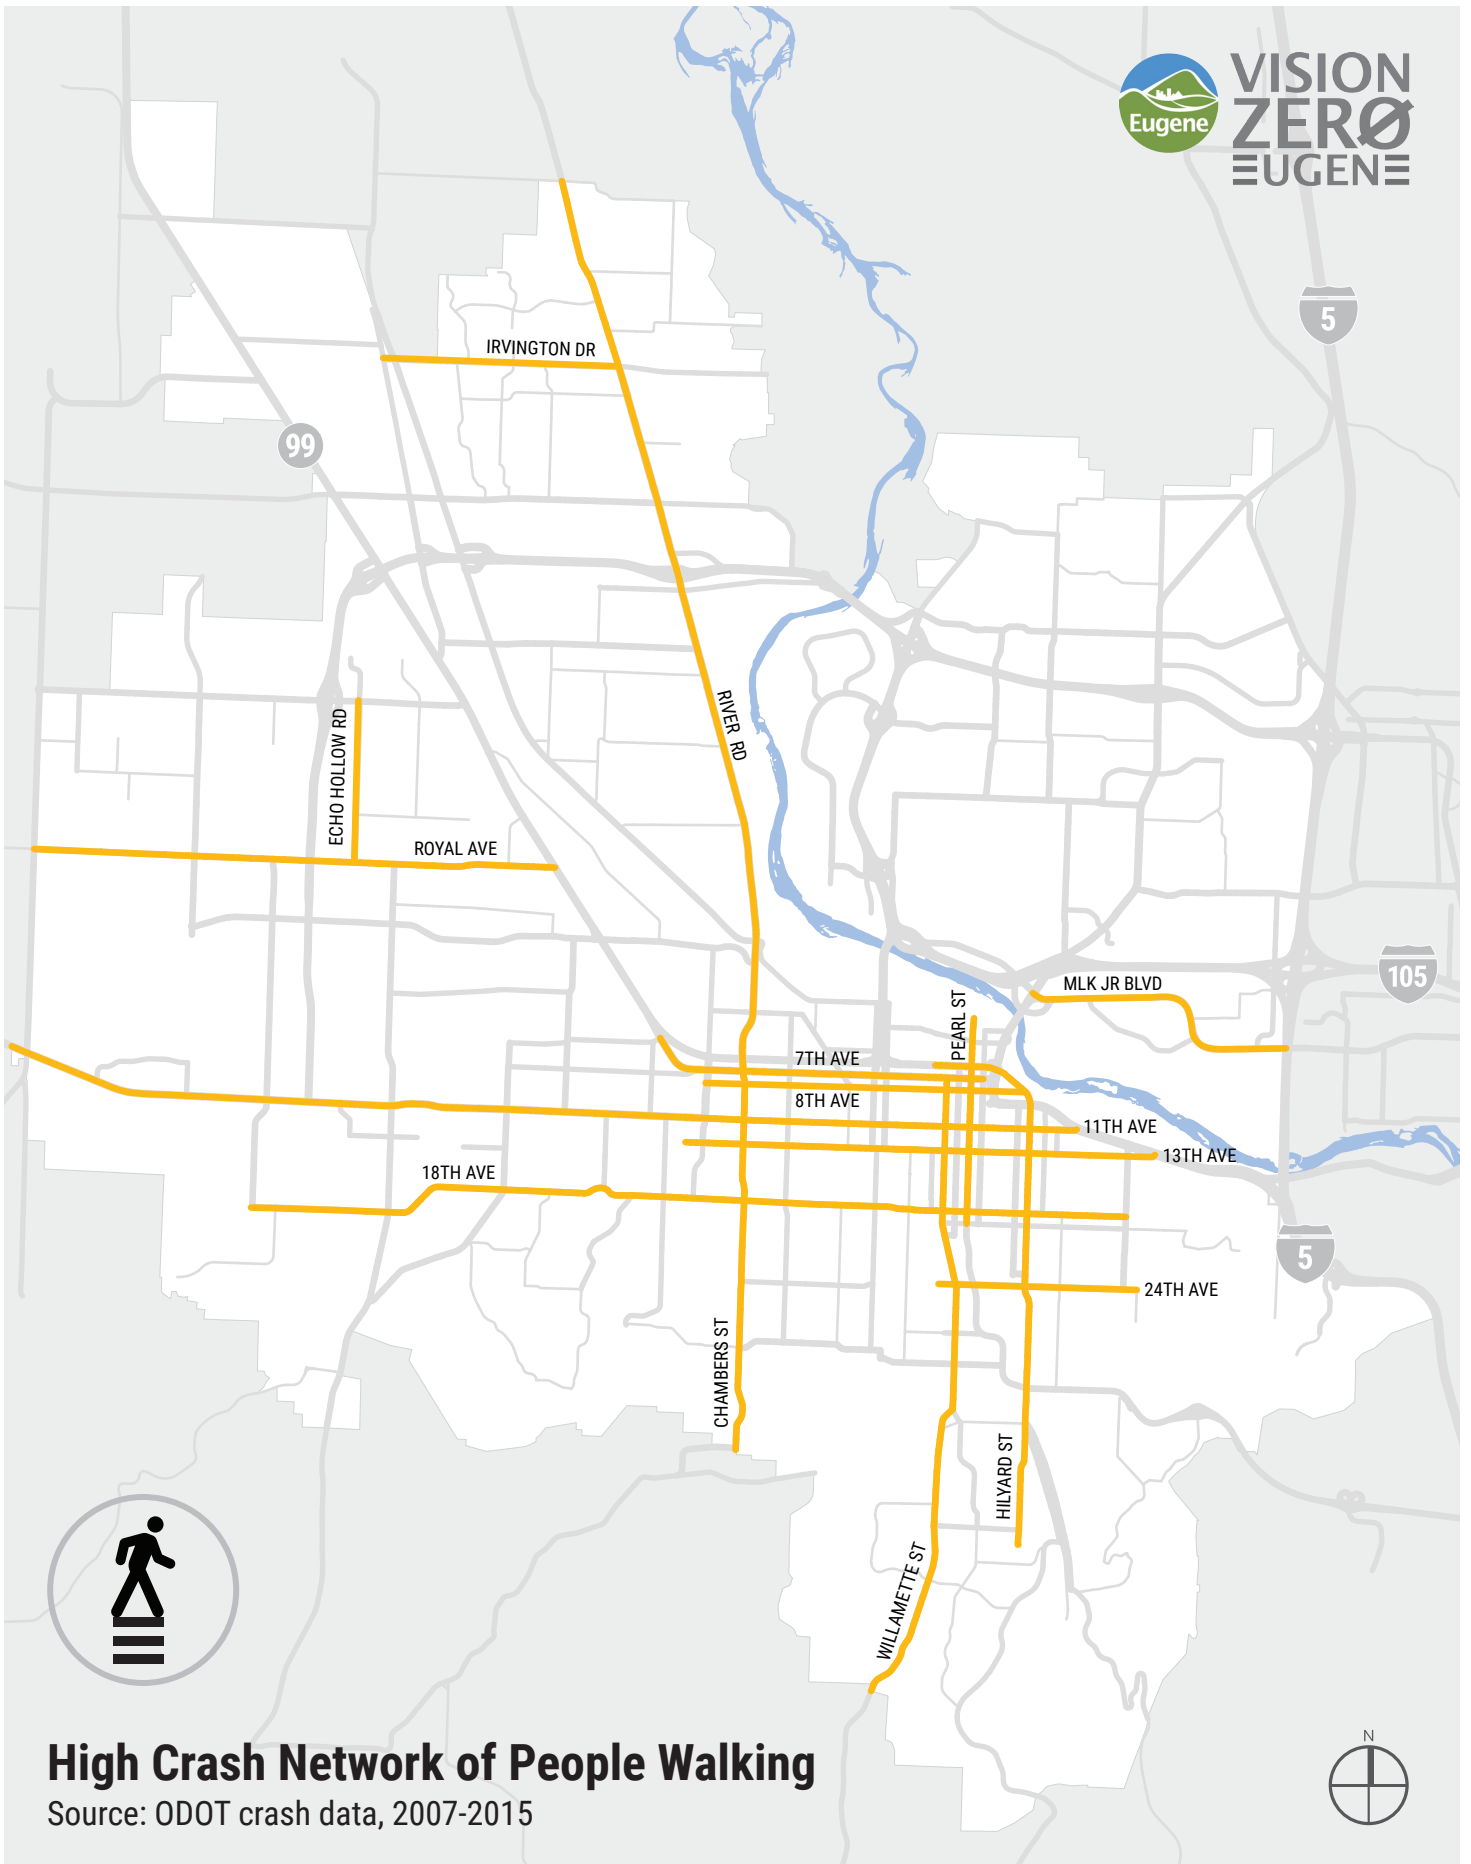 Eugene
VISION
ZERØ
EUGENE
5
IRVINGTON DR
99
RIVER RD
ECHO HOLLOW RD
ROYAL AVE
105
MLK JR BLVD
PEARL ST
7TH AVE
8TH AVE
11TH AVE
13TH AVE
18TH AVE
5
24TH AVE
CHAMBERS ST
HILYARD ST
WILLAMETTE ST
N
High Crash Network of People Walking
Source: ODOT crash data, 2007-2015